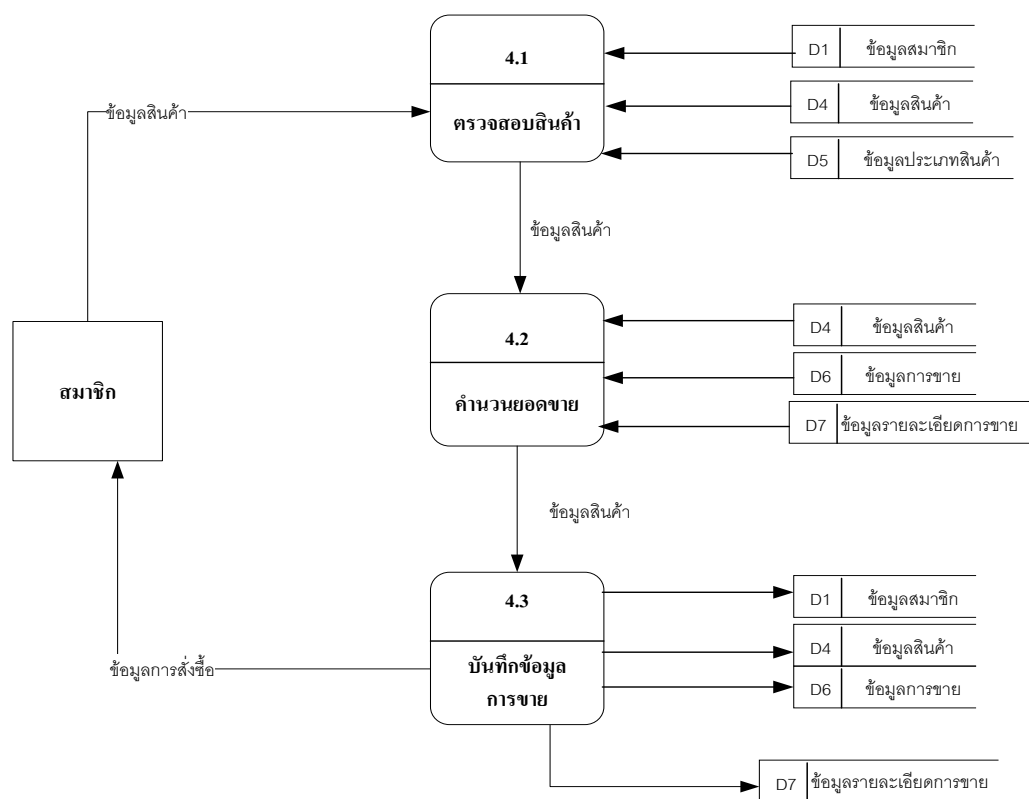 4.1
ตรวจสอบสินค้า
D1 ข้อมูลสมาชิก
D4 ข้อมูลสินค้า
D5 ข้อมูลประเภทสินค้า
ข้อมูลสินค้า
ข้อมูลสินค้า
4.2
คำนวนยอดขาย
D4 ข้อมูลสินค้า
D6 ข้อมูลการขาย
D7 ข้อมูลรายละเอียดการขาย
สมาชิก
ข้อมูลสินค้า
4.3
บันทึกข้อมูล
การขาย
D1 ข้อมูลสมาชิก
D4 ข้อมูลสินค้า
D6 ข้อมูลการขาย
ข้อมูลการสั่งซื้อ
D7 ข้อมูลรายละเอียดการขาย